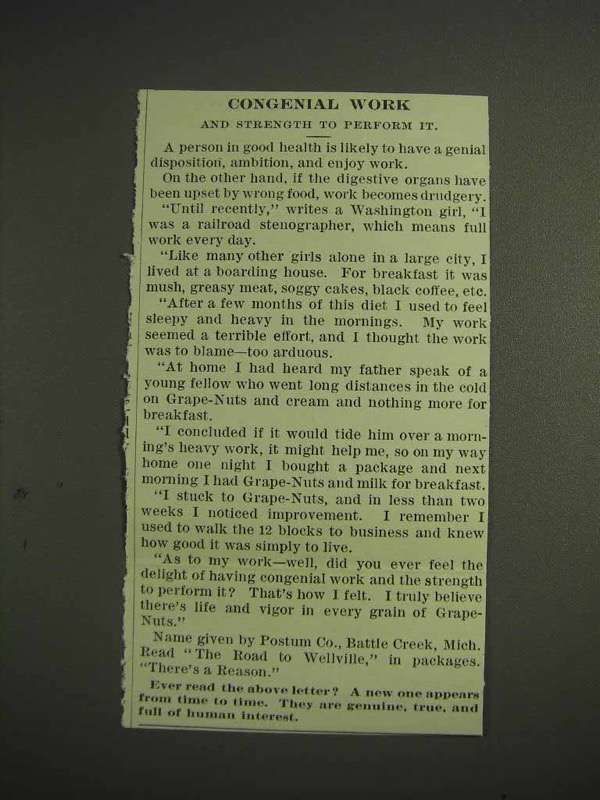 CONGENIAL WORK
AND STRENGTH TO PERFORM IT.
A person in good health is likely to have a genial
disposition, ambition, and enjoy work.
On the other hand, if the digestive organs have
been upset by wrong food, work becomes drudgery.
“Until recently,” writes a Washington girl, “I
was a railroad stenographer, which means full
work every day.
“Like many other girls alone in a large city, I
lived at a boarding house. For breakfast it was
mush, greasy meat, soggy cakes, black coffee, etc.
“After a few months of this diet I used to feel
sleepy and heavy in the mornings. My work
seemed a terrible effort, and I thought the work
was to blame—too arduous.
“At home I had heard my father speak of a
young fellow who went long distances in the cold
on Grape-Nuts and cream and nothing more for
breakfast.
“I concluded if it would tide him over a morn-
ing's heavy work, it might help me, so on my way
home one night I bought a package and next
morning I had Grape-Nuts and milk for breakfast.
“I stuck to Grape-Nuts, and in less than two
weeks I noticed improvement. I remember I
used to walk the 12 blocks to business and knew
how good it was simply to live.
“As to my work—well, did you ever feel the
delight of having congenial work and the strength
to perform it? That's how I felt. I truly believe
there's life and vigor in every grain of Grape-
Nuts.”
Name given by Postum Co., Battle Creek, Mich.
Read “The Road to Wellville,” in packages.
“There's a Reason.”
Ever read the above letter? A new one appears
from time to time. They are genuine, true, and
full of human interest.